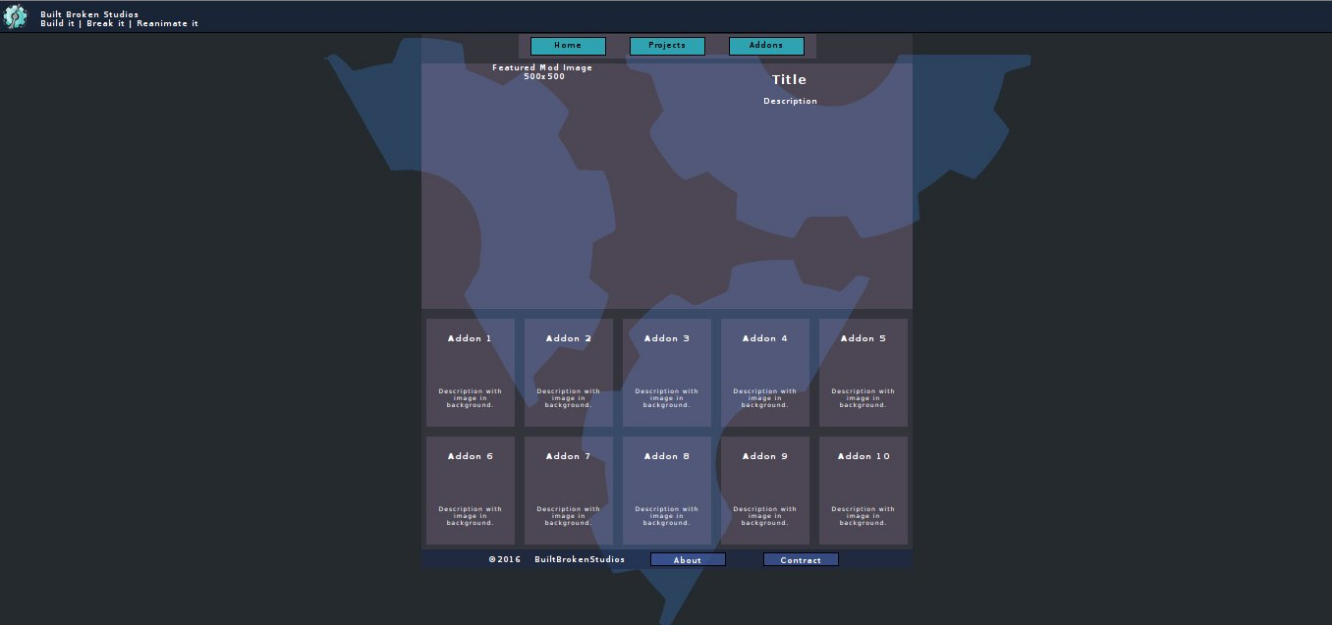 Built Broken Studios
Build it | Break it | Reanimate it
Home Projects Addons
Featured Mod Image
500x500
Title
Description
Addon 1
Description with
image in
background.
Addon 2
Description with
image in
background.
Addon 3
Description with
image in
background.
Addon 4
Description with
image in
background.
Addon 5
Description with
image in
background.
Addon 6
Description with
image in
background.
Addon 7
Description with
image in
background.
Addon 8
Description with
image in
background.
Addon 9
Description with
image in
background.
Addon 10
Description with
image in
background.
©2016 BuiltBrokenStudios About Contract